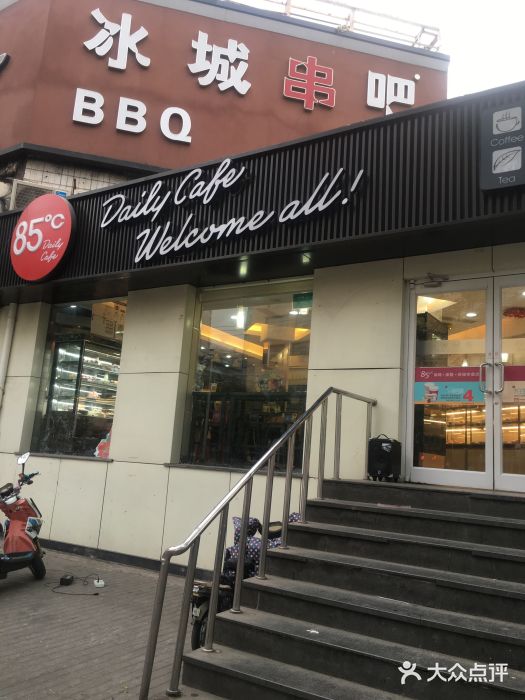 冰城串吧
BBQ
85℃
Daily
Cafe
Daily Cafe
Welcome all!
Coffee
Tea
85℃
4
大众点评